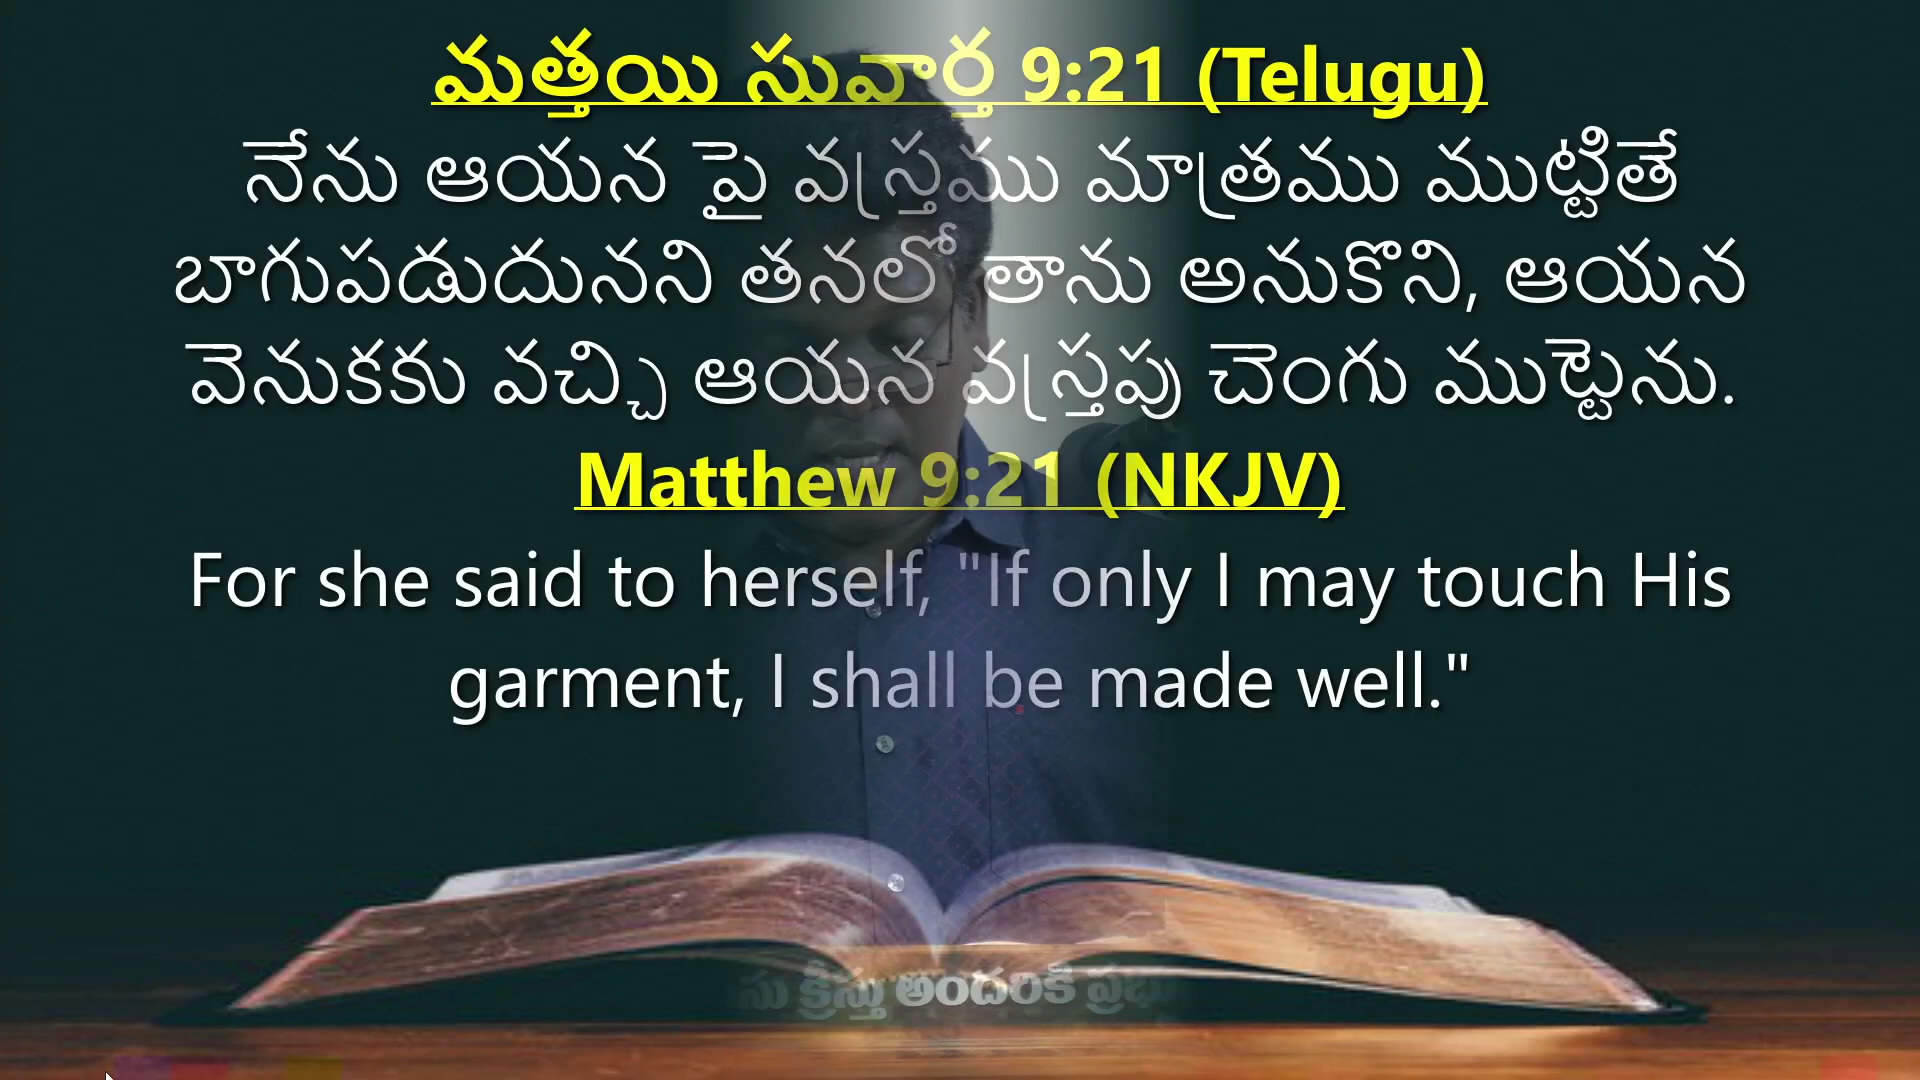 మత్తయి సువార్త 9:21 (Telugu)
నేను ఆయన పై వస్త్రము మాత్రము ముట్టితే
బాగుపడుదునని తనలో తాను అనుకొని, ఆయన
వెనుకకు వచ్చి ఆయన వస్త్రపు చెంగు ముట్టెను.
Matthew 9:21 (NKJV)
For she said to herself, "If only I may touch His
garment, I shall be made well."
క్రీస్తు అందరికి